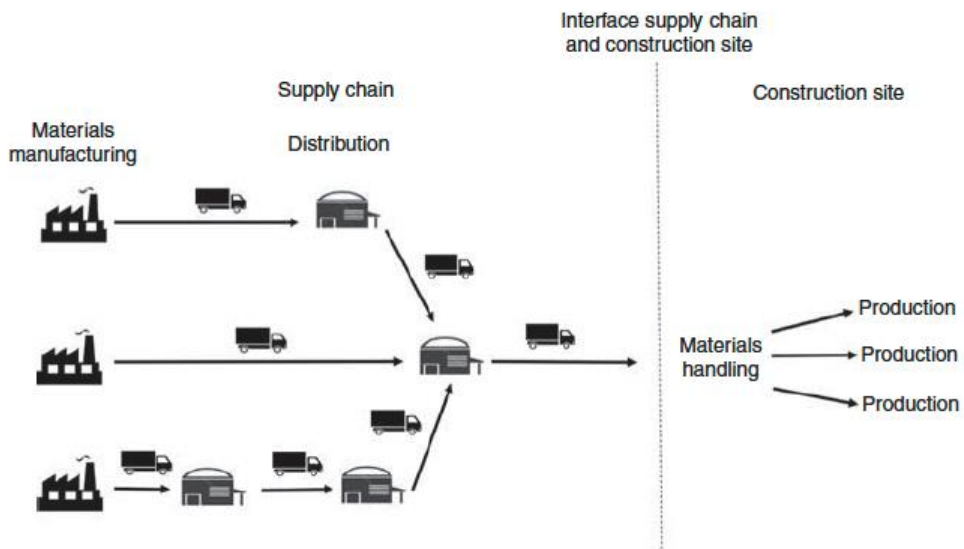 Interface supply chain
and construction site
Supply chain
Construction site
Materials
manufacturing
Distribution
Production
Materials
handling
Production
Production